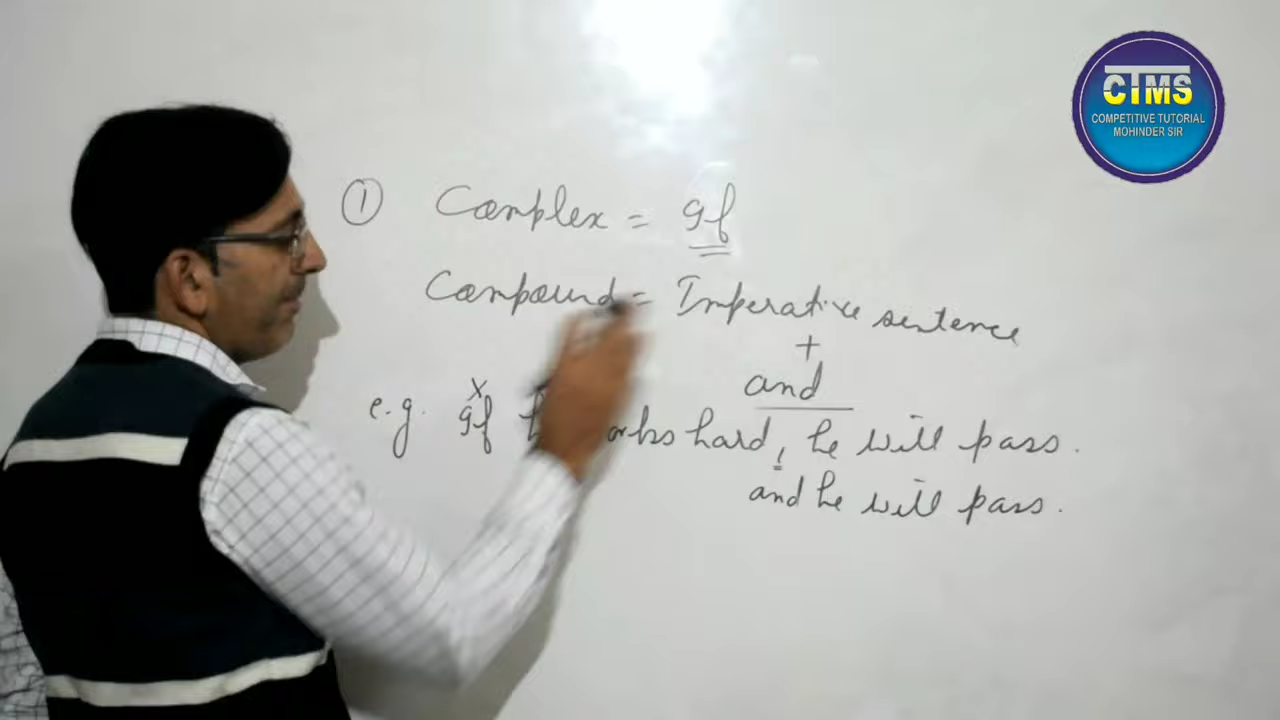 CTMS
COMPETITIVE TUTORIAL
MOHINDER SIR
① Complex = If
Compound = Imperative sentence
+
and
x
e.g. If hard, he will pass.
and he will pass.